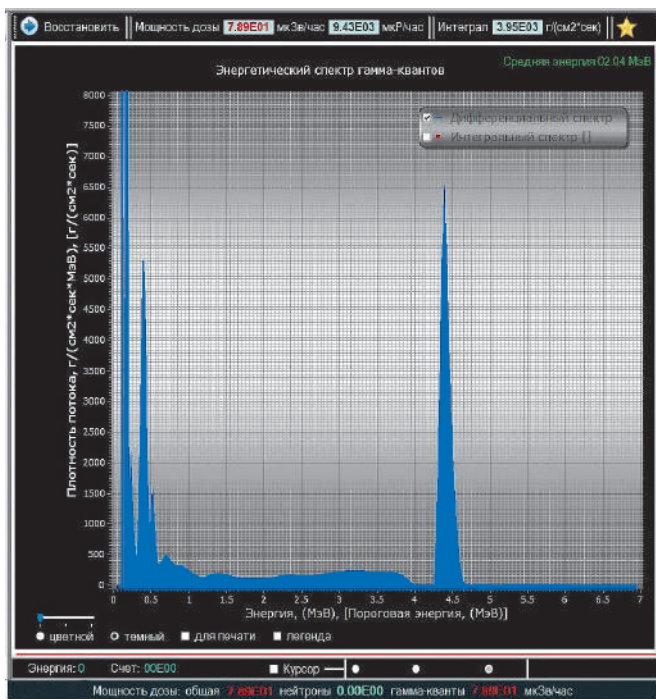 Восстановить Мощность дозы 7.89E01 мкЗв/час 9.43E03 мкР/час Интеграл 3.95E03 г/(см2*сек)
Средняя энергия 02.04 МэВ
Энергетический спектр гамма-квантов
Дифференциальный спектр
Интегральный спектр []
Плотность потока, г/(см2*сек*МэВ), [г/(см2*сек)]
8000
7500
7000
6500
6000
5500
5000
4500
4000
3500
3000
2500
2000
1500
1000
500
0
0 0.5 1 1.5 2 2.5 3 3.5 4 4.5 5 5.5 6 6.5 7
Энергия, (МэВ), [Пороговая энергия, (МэВ)]
цветной темный для печати легенда
Энергия: 0 Счет: 00E00 Курсор
Мощность дозы: общая 7.89E01 нейтроны 0.00E00 гамма-кванты 7.89E01 мкЗв/час